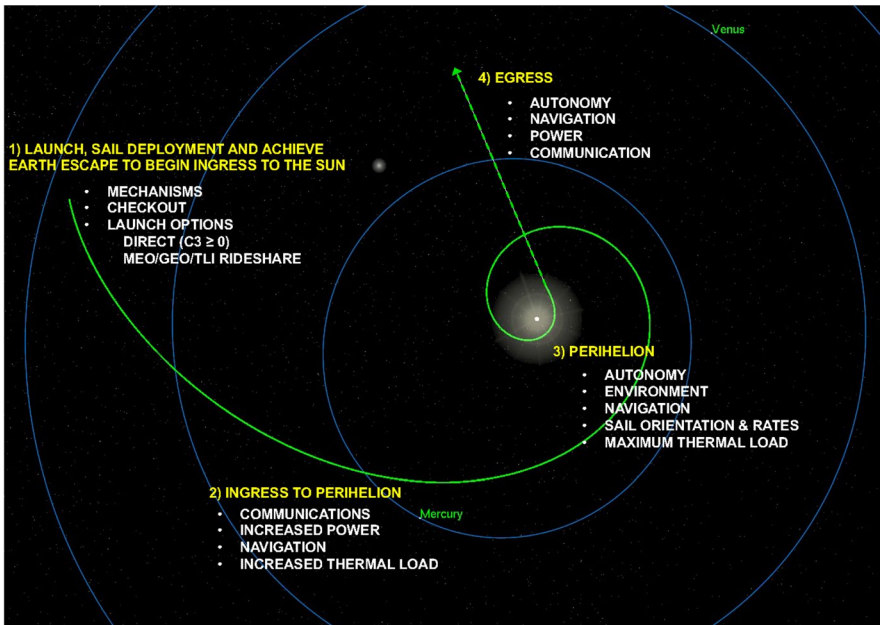 Venus
4) EGRESS
• AUTONOMY
• NAVIGATION
• POWER
• COMMUNICATION
1) LAUNCH, SAIL DEPLOYMENT AND ACHIEVE
EARTH ESCAPE TO BEGIN INGRESS TO THE SUN
• MECHANISMS
• CHECKOUT
• LAUNCH OPTIONS
DIRECT (C3 ≥ 0)
MEO/GEO/TLI RIDESHARE
3) PERIHELION
• AUTONOMY
• ENVIRONMENT
• NAVIGATION
• SAIL ORIENTATION & RATES
• MAXIMUM THERMAL LOAD
2) INGRESS TO PERIHELION
• COMMUNICATIONS
• INCREASED POWER
• NAVIGATION
• INCREASED THERMAL LOAD
Mercury